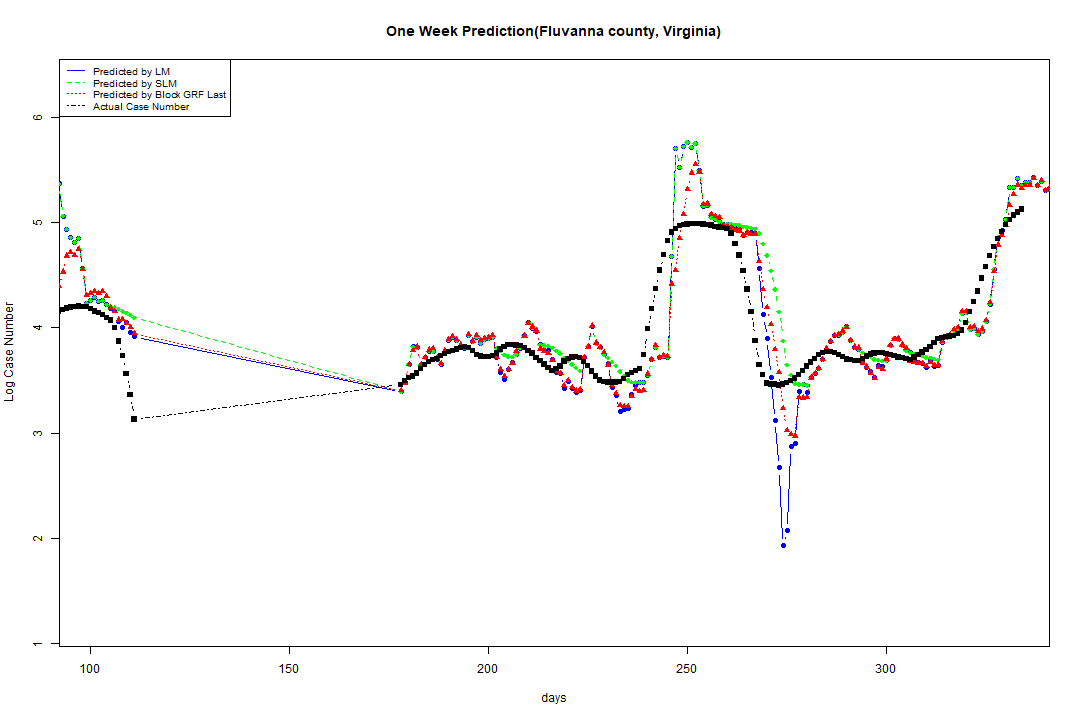 One Week Prediction(Fluvanna county, Virginia)
Predicted by LM
Predicted by SLM
Predicted by Block GRF Last
Actual Case Number
Log Case Number
6
5
4
3
2
1
100 150 200 250 300
days